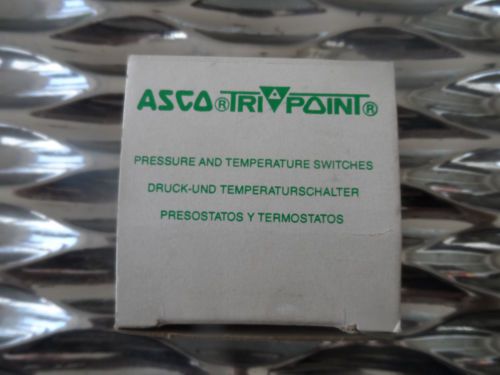 ASCO® TRI POINT®
PRESSURE AND TEMPERATURE SWITCHES
DRUCK-UND TEMPERATURSCHALTER
PRESOSTATOS Y TERMOSTATOS